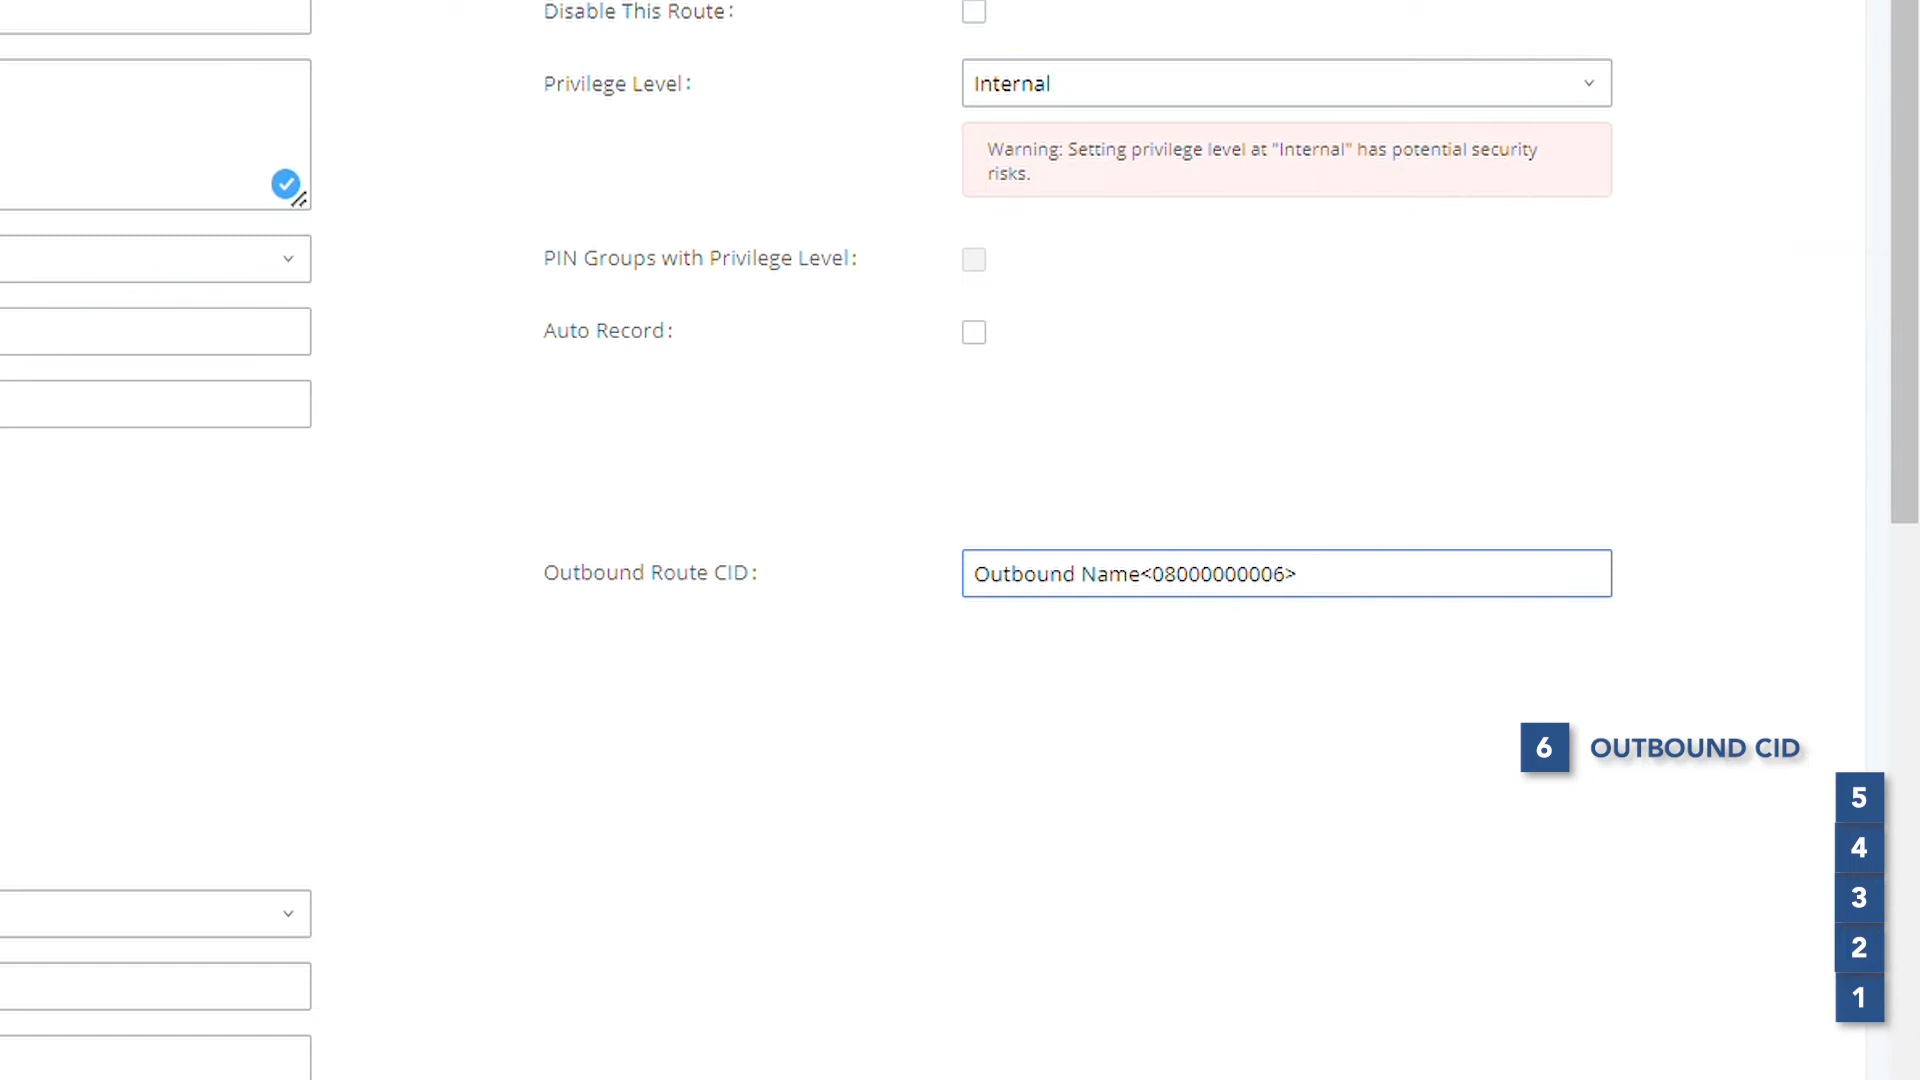 Disable This Route:
Privilege Level:
Internal
Warning: Setting privilege level at "Internal" has potential security
risks.
PIN Groups with Privilege Level:
Auto Record:
Outbound Route CID:
Outbound Name<08000000006>
6 OUTBOUND CID
5
4
3
2
1